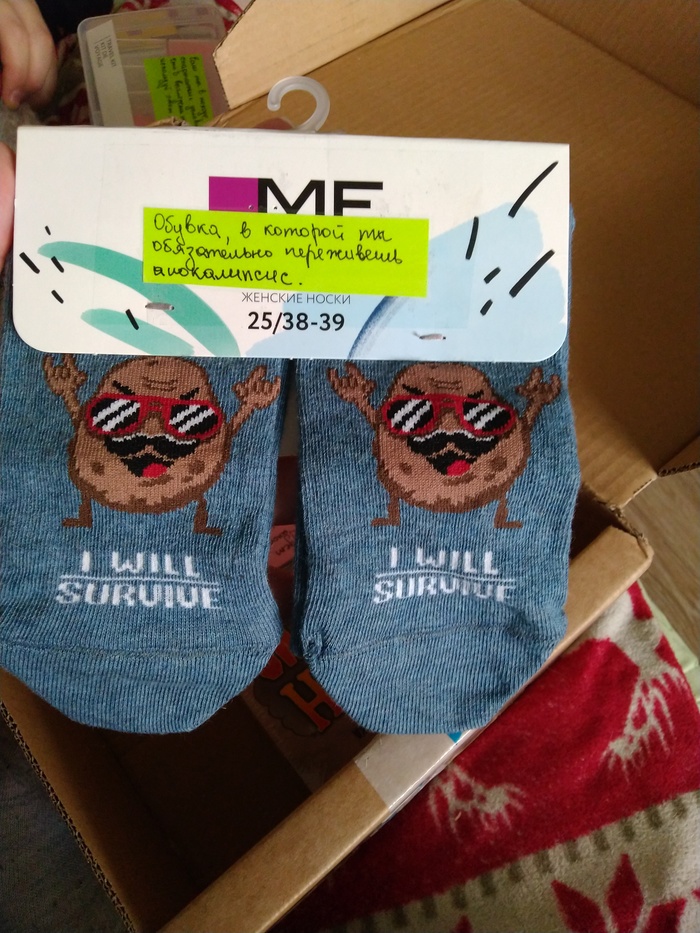 ME
Обувка, в которой ты
обязательно переживешь
апокалипсис.
ЖЕНСКИЕ НОСКИ
25/38-39
I WILL
SURVIVE
I WILL
SURVIVE